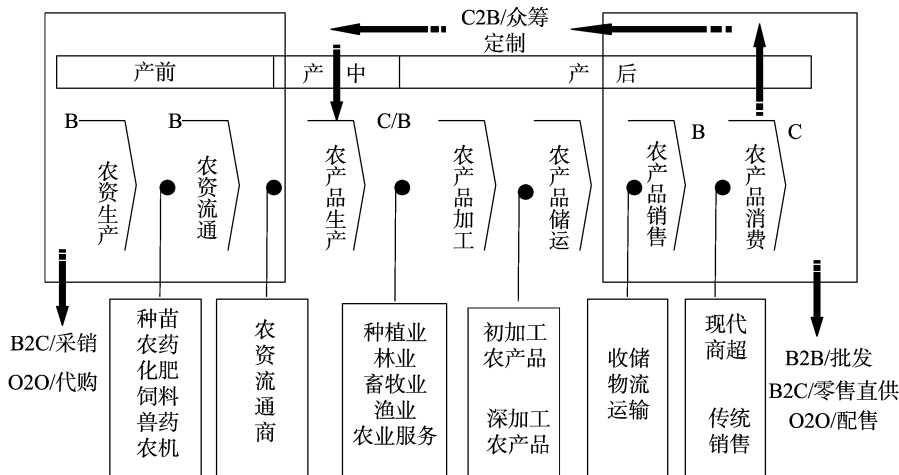 C2B/众筹
定制
产前
产中
产后
B
B
C/B
B
C
农资生产
农资流通
农产品生产
农产品加工
农产品储运
农产品销售
农产品消费
B2C/采销
O2O/代购
种苗
农药
化肥
饲料
兽药
农机
农资流通商
种植业
林业
畜牧业
渔业
农业服务
初加工
农产品
深加工
农产品
收储
物流
运输
现代
商超
传统
销售
B2B/批发
B2C/零售直供
O2O/配售